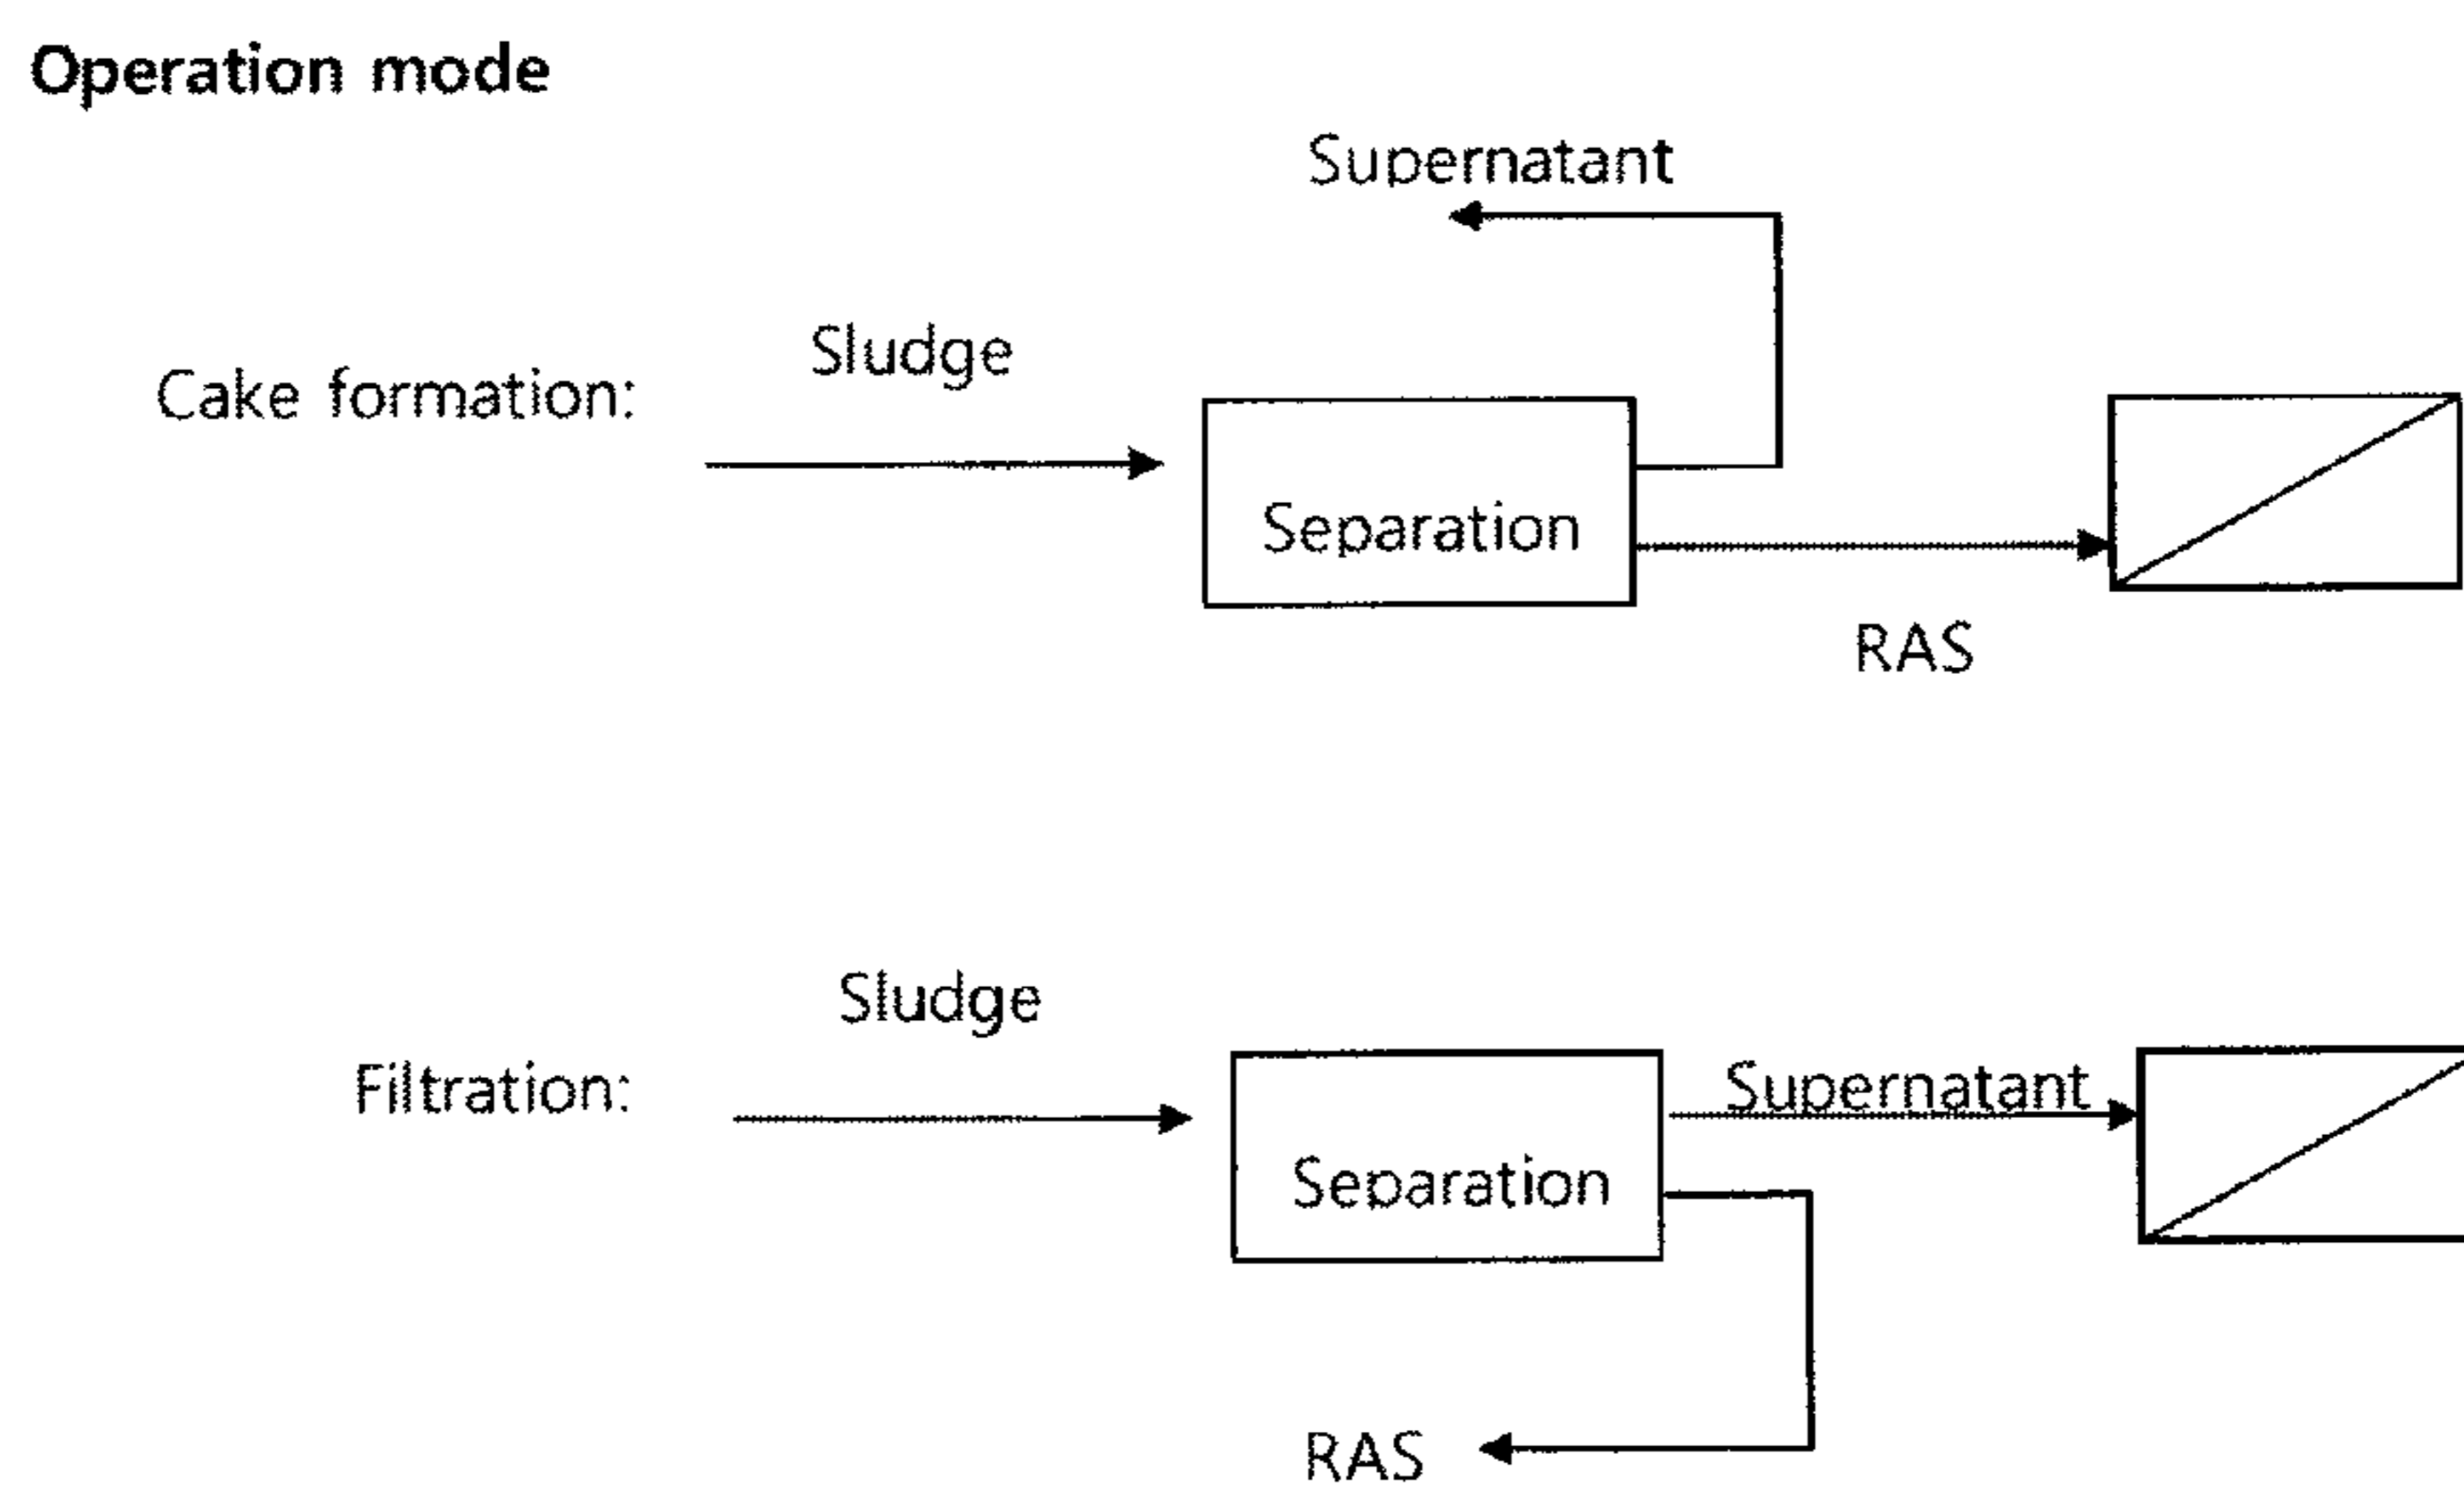 Operation mode
Supernatant
Sludge
Cake formation:
Separation
RAS
Sludge
Filtration:
Supernatant
Separation
RAS